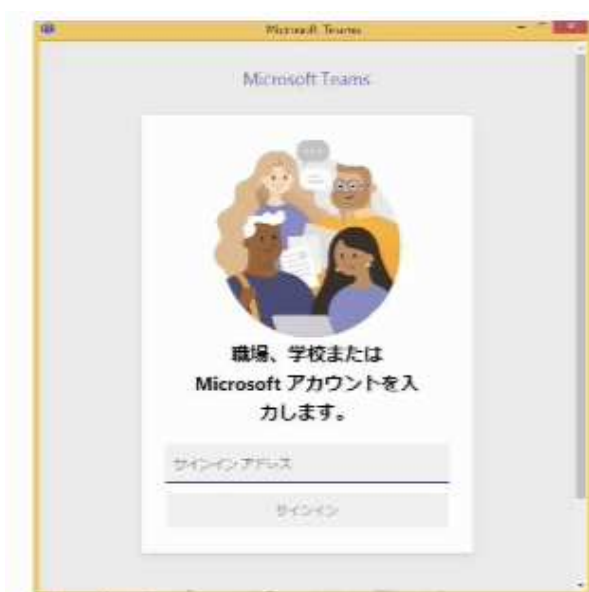 Microsoft Teams
Microsoft Teams
職場、学校または
Microsoft アカウントを入
力します。
サインイン アドレス
サインイン